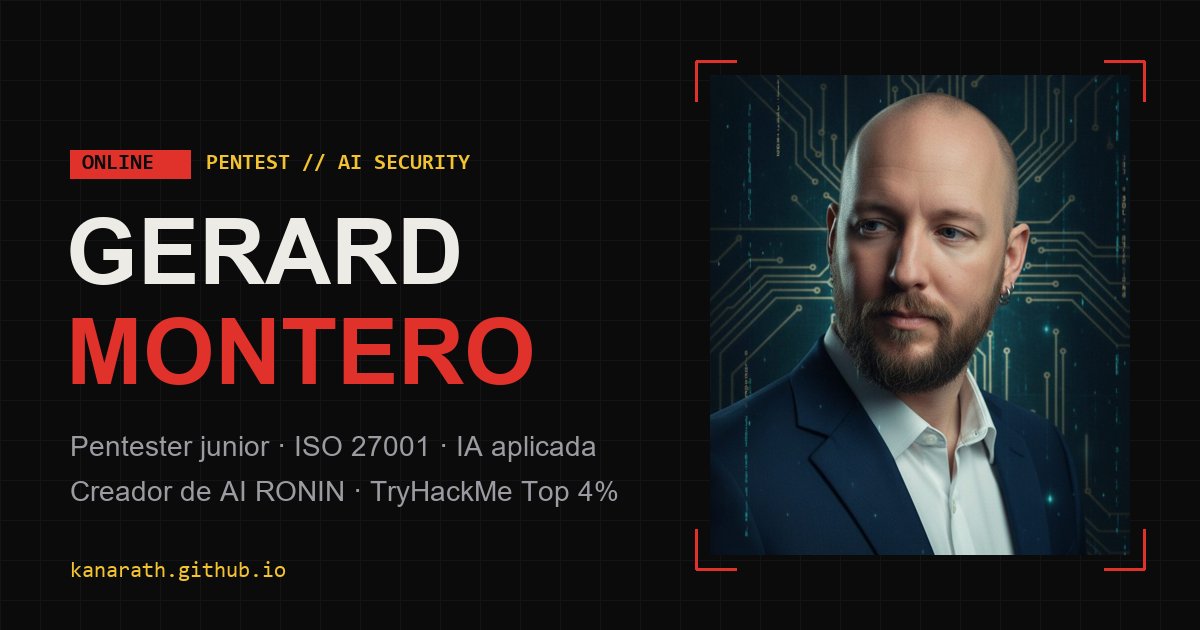 ONLINE PENTEST // AI SECURITY
GERARD
MONTERO
Pentester junior · ISO 27001 · IA aplicada
Creador de AI RONIN · TryHackMe Top 4%
kanarath.github.io